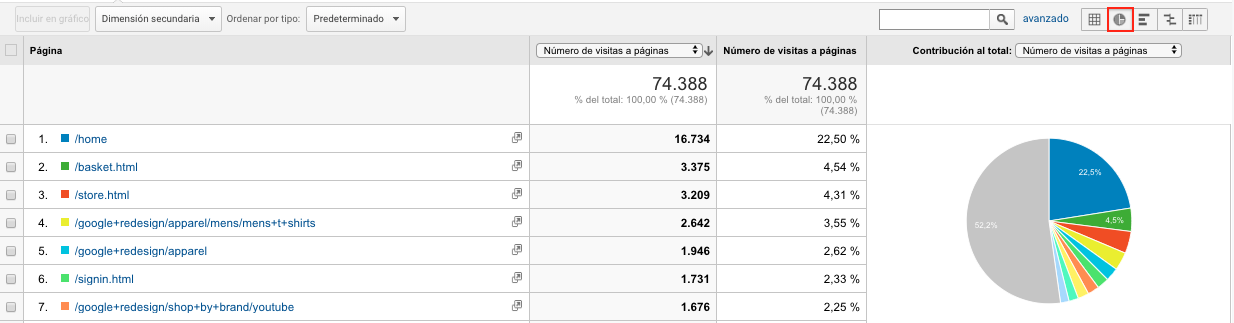 Incluir en gráfico Dimensión secundaria Ordenar por tipo: Predeterminado avanzado
Página Número de visitas a páginas Número de visitas a páginas Contribución al total: Número de visitas a páginas
74.388 74.388
% del total: 100,00 % (74.388) % del total: 100,00 %
(74.388)
1. /home 16.734 22,50 %
2. /basket.html 3.375 4,54 %
3. /store.html 3.209 4,31 %
4. /google+redesign/apparel/mens/mens+t+shirts 2.642 3,55 %
5. /google+redesign/apparel 1.946 2,62 %
6. /signin.html 1.731 2,33 %
7. /google+redesign/shop+by+brand/youtube 1.676 2,25 %
22,5%
4,5%
52,2%